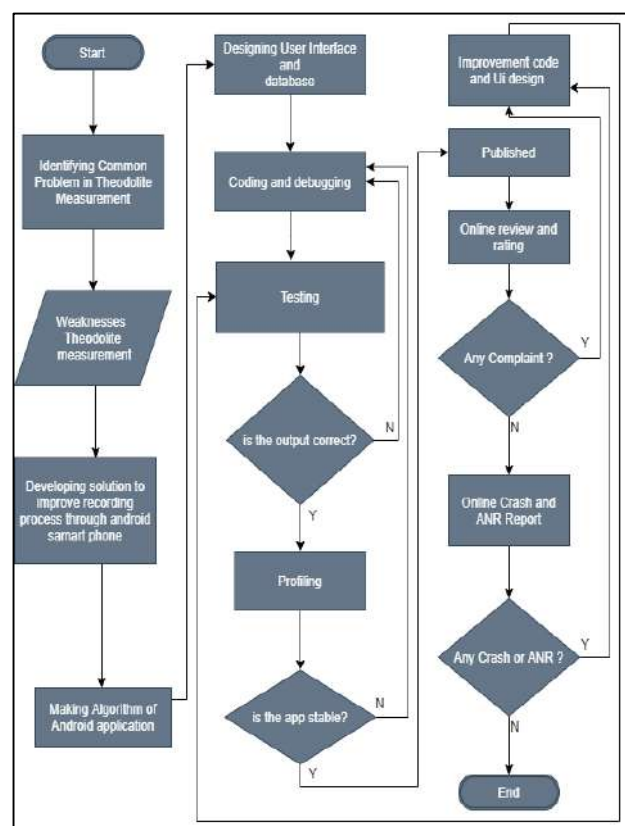 Start
Identifying Common
Problem in Theodolite
Measurement
Weaknesses
Theodolite
measurement
Developing solution to
improve recording
process through android
samart phone
Making Algorithm of
Android application
Designing User Interface
and
database
Coding and debugging
Testing
is the output correct?
N
Y
Profiling
is the app stable?
N
Y
Improvement code
and Ui design
Published
Online review and
rating
Any Complaint ?
Y
N
Online Crash and
ANR Report
Any Crash or ANR ?
Y
N
End